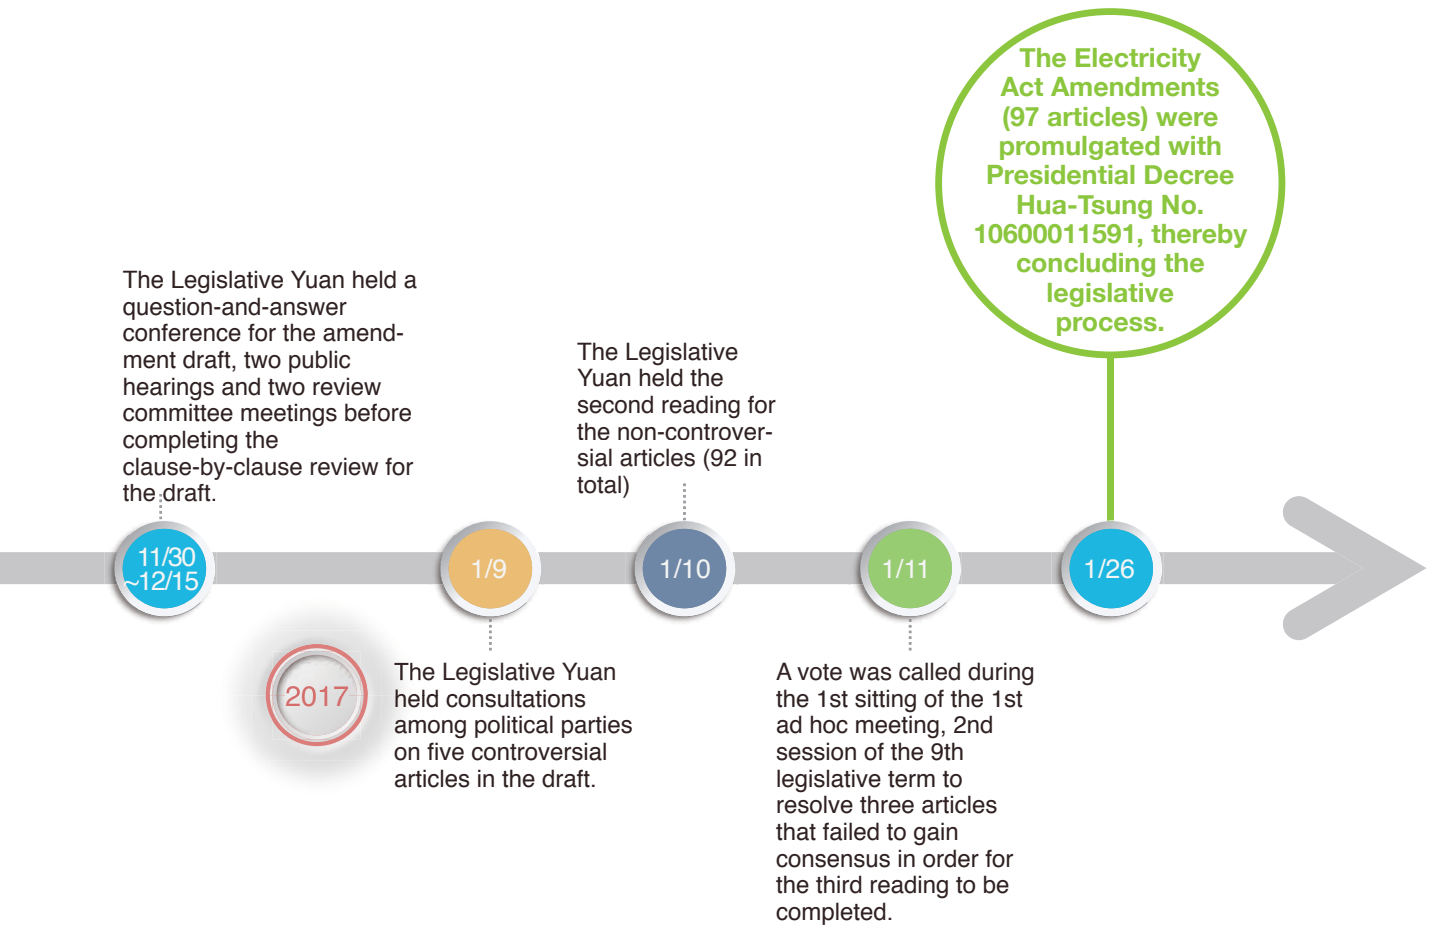 The Electricity
Act Amendments
(97 articles) were
promulgated with
Presidential Decree
Hua-Tsung No.
10600011591, thereby
concluding the
legislative
process.
The Legislative Yuan held a
question-and-answer
conference for the amend-
ment draft, two public
hearings and two review
committee meetings before
completing the
clause-by-clause review for
the draft.
The Legislative
Yuan held the
second reading for
the non-controver-
sial articles (92 in
total)
11/30
~12/15
1/9
1/10
1/11
1/26
2017
The Legislative Yuan
held consultations
among political parties
on five controversial
articles in the draft.
A vote was called during
the 1st sitting of the 1st
ad hoc meeting, 2nd
session of the 9th
legislative term to
resolve three articles
that failed to gain
consensus in order for
the third reading to be
completed.